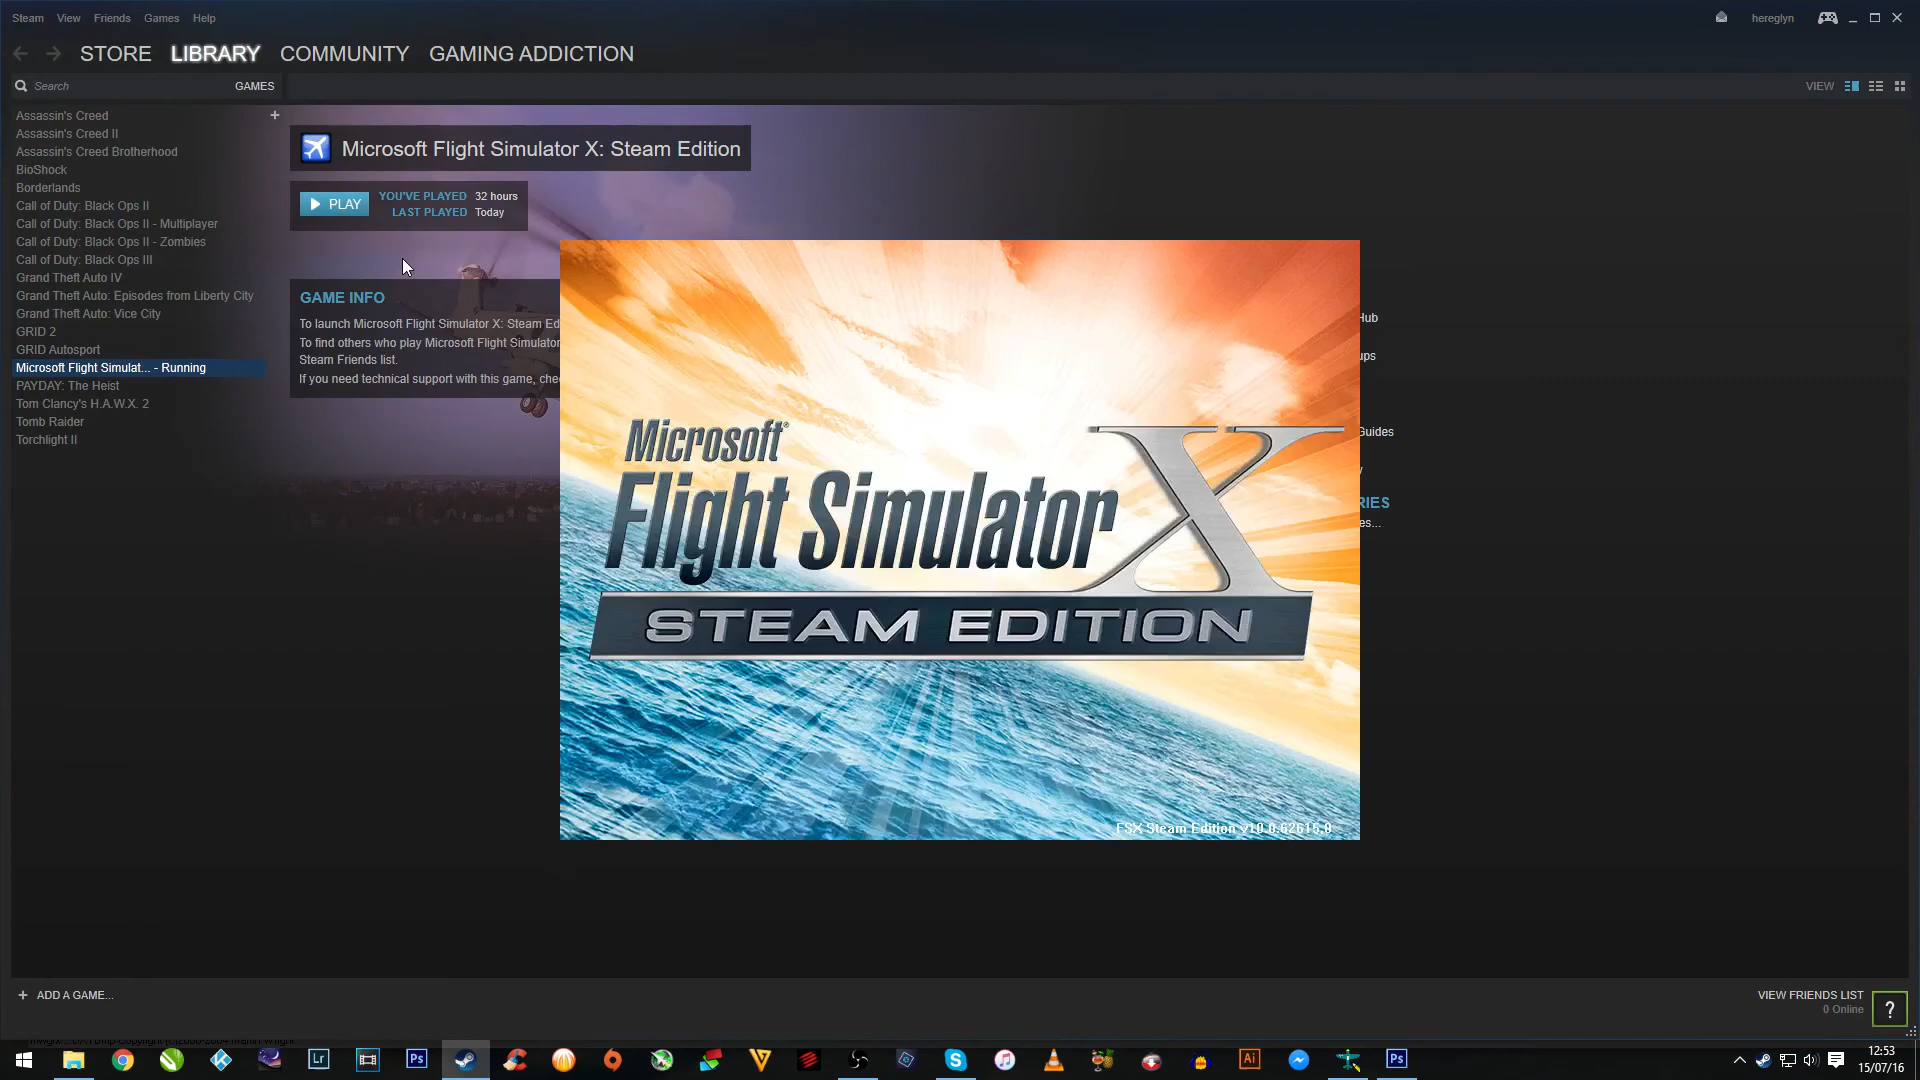 Steam View Friends Games Help
hereglyn
STORE LIBRARY COMMUNITY GAMING ADDICTION
Search GAMES
VIEW
Assassin's Creed
Assassin's Creed II
Assassin's Creed Brotherhood
BioShock
Borderlands
Call of Duty: Black Ops II
Call of Duty: Black Ops II - Multiplayer
Call of Duty: Black Ops II - Zombies
Call of Duty: Black Ops III
Grand Theft Auto IV
Grand Theft Auto: Episodes from Liberty City
Grand Theft Auto: Vice City
GRID 2
GRID Autosport
Microsoft Flight Simulat... - Running
PAYDAY: The Heist
Tom Clancy's H.A.W.X. 2
Tomb Raider
Torchlight II
Microsoft Flight Simulator X: Steam Edition
PLAY
YOU'VE PLAYED 32 hours
LAST PLAYED Today
GAME INFO
To launch Microsoft Flight Simulator X: Steam Ed
To find others who play Microsoft Flight Simulator
Steam Friends list.
If you need technical support with this game, che
Microsoft®
Flight Simulator X
STEAM EDITION
FSX Steam Edition v10.0.62615.0
Hub
ups
Guides
RIES
es...
+ ADD A GAME...
VIEW FRIENDS LIST
0 Online
?
Lr
Ps
Ai
Ps
12:53
15/07/16